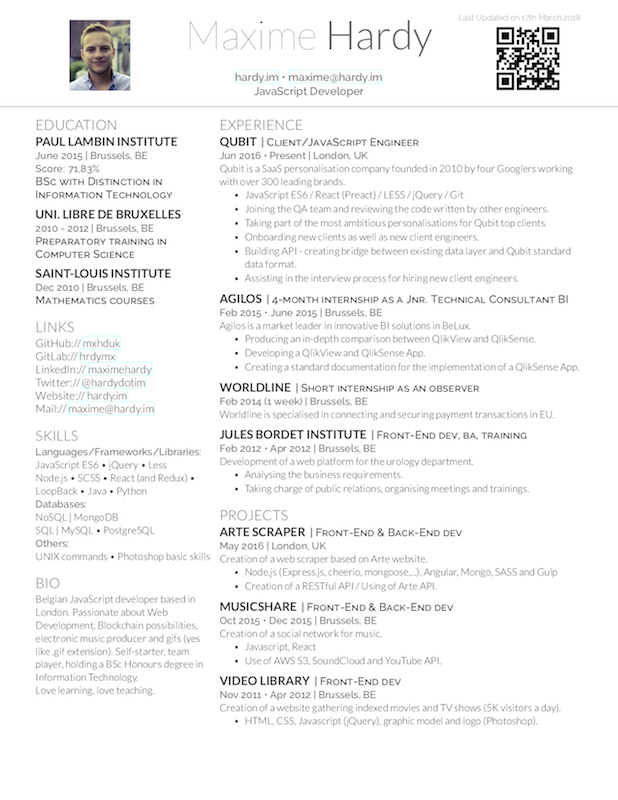 Last Updated on 17th March 2018
Maxime Hardy
hardy.im • maxime@hardy.im
JavaScript Developer
EDUCATION
PAUL LAMBIN INSTITUTE
June 2015 | Brussels, BE
Score: 71,83%
BSc with Distinction in
Information Technology
UNI. LIBRE DE BRUXELLES
2010 - 2012 | Brussels, BE
Preparatory training in
Computer Science
SAINT-LOUIS INSTITUTE
Dec 2010 | Brussels, BE
Mathematics courses
LINKS
GitHub:// mxhduk
GitLab:// hrdymx
LinkedIn:// maximehardy
Twitter:// @hardydotim
Website:// hardy.im
Mail:// maxime@hardy.im
SKILLS
Languages/Frameworks/Libraries:
JavaScript ES6 • jQuery • Less
Node.js • SCSS • React (and Redux) •
LoopBack • Java • Python
Databases:
NoSQL | MongoDB
SQL | MySQL • PostgreSQL
Others:
UNIX commands • Photoshop basic skills
BIO
Belgian JavaScript developer based in
London. Passionate about Web
Development, Blockchain possibilities,
electronic music producer and gifs (yes
like .gif extension). Self-starter, team
player, holding a BSc Honours degree in
Information Technology.
Love learning, love teaching.
EXPERIENCE
QUBIT | Client/JavaScript Engineer
Jun 2016 • Present | London, UK
Qubit is a SaaS personalisation company founded in 2010 by four Googlers working
with over 300 leading brands.
• JavaScript ES6 / React (Preact) / LESS / jQuery / Git
• Joining the QA team and reviewing the code written by other engineers.
• Taking part of the most ambitious personalisations for Qubit top clients.
• Onboarding new clients as well as new client engineers.
• Building API - creating bridge between existing data layer and Qubit standard
data format.
• Assisting in the interview process for hiring new client engineers.
AGILOS | 4-month internship as a Jnr. Technical Consultant BI
Feb 2015 • June 2015 | Brussels, BE
Agilos is a market leader in innovative BI solutions in BeLux.
• Producing an in-depth comparison between QlikView and QlikSense.
• Developing a QlikView and QlikSense App.
• Creating a standard documentation for the implementation of a QlikSense App.
WORLDLINE | Short internship as an observer
Feb 2014 (1 week) | Brussels, BE
Worldline is specialised in connecting and securing payment transactions in EU.
JULES BORDET INSTITUTE | Front-End dev, ba, training
Feb 2012 • Apr 2012 | Brussels, BE
Development of a web platform for the urology department.
• Analysing the business requirements.
• Taking charge of public relations, organising meetings and trainings.
PROJECTS
ARTE SCRAPER | Front-End & Back-End dev
May 2016 | London, UK
Creation of a web scraper based on Arte website.
• Node.js (Express.js, cheerio, mongoose,...), Angular, Mongo, SASS and Gulp
• Creation of a RESTful API / Using of Arte API.
MUSICSHARE | Front-End & Back-End dev
Oct 2015 • Dec 2015 | Brussels, BE
Creation of a social network for music.
• Javascript, React
• Use of AWS S3, SoundCloud and YouTube API.
VIDEO LIBRARY | Front-End dev
Nov 2011 • Apr 2012 | Brussels, BE
Creation of a website gathering indexed movies and TV shows (5K visitors a day).
• HTML, CSS, Javascript (jQuery), graphic model and logo (Photoshop).